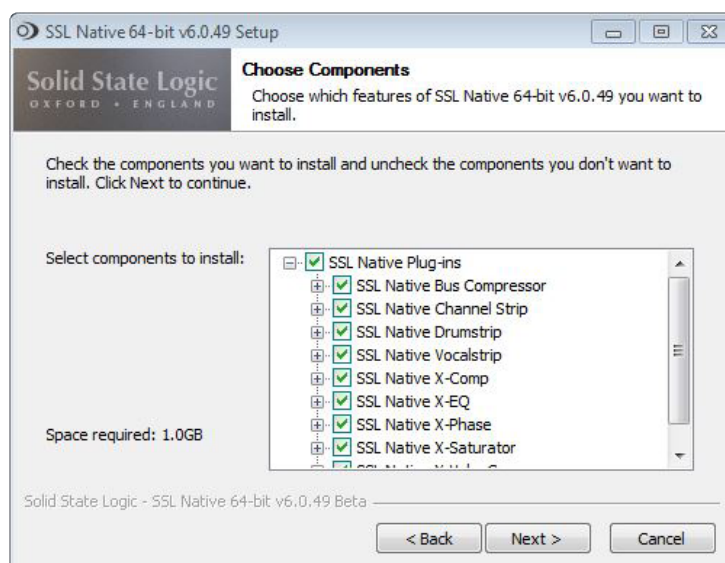 SSL Native 64-bit v6.0.49 Setup
Solid State Logic
OXFORD • ENGLAND
Choose Components
Choose which features of SSL Native 64-bit v6.0.49 you want to
install.
Check the components you want to install and uncheck the components you don't want to
install. Click Next to continue.
Select components to install:
SSL Native Plug-ins
SSL Native Bus Compressor
SSL Native Channel Strip
SSL Native Drumstrip
SSL Native Vocalstrip
SSL Native X-Comp
SSL Native X-EQ
SSL Native X-Phase
SSL Native X-Saturator
Space required: 1.0GB
Solid State Logic - SSL Native 64-bit v6.0.49 Beta
< Back
Next >
Cancel